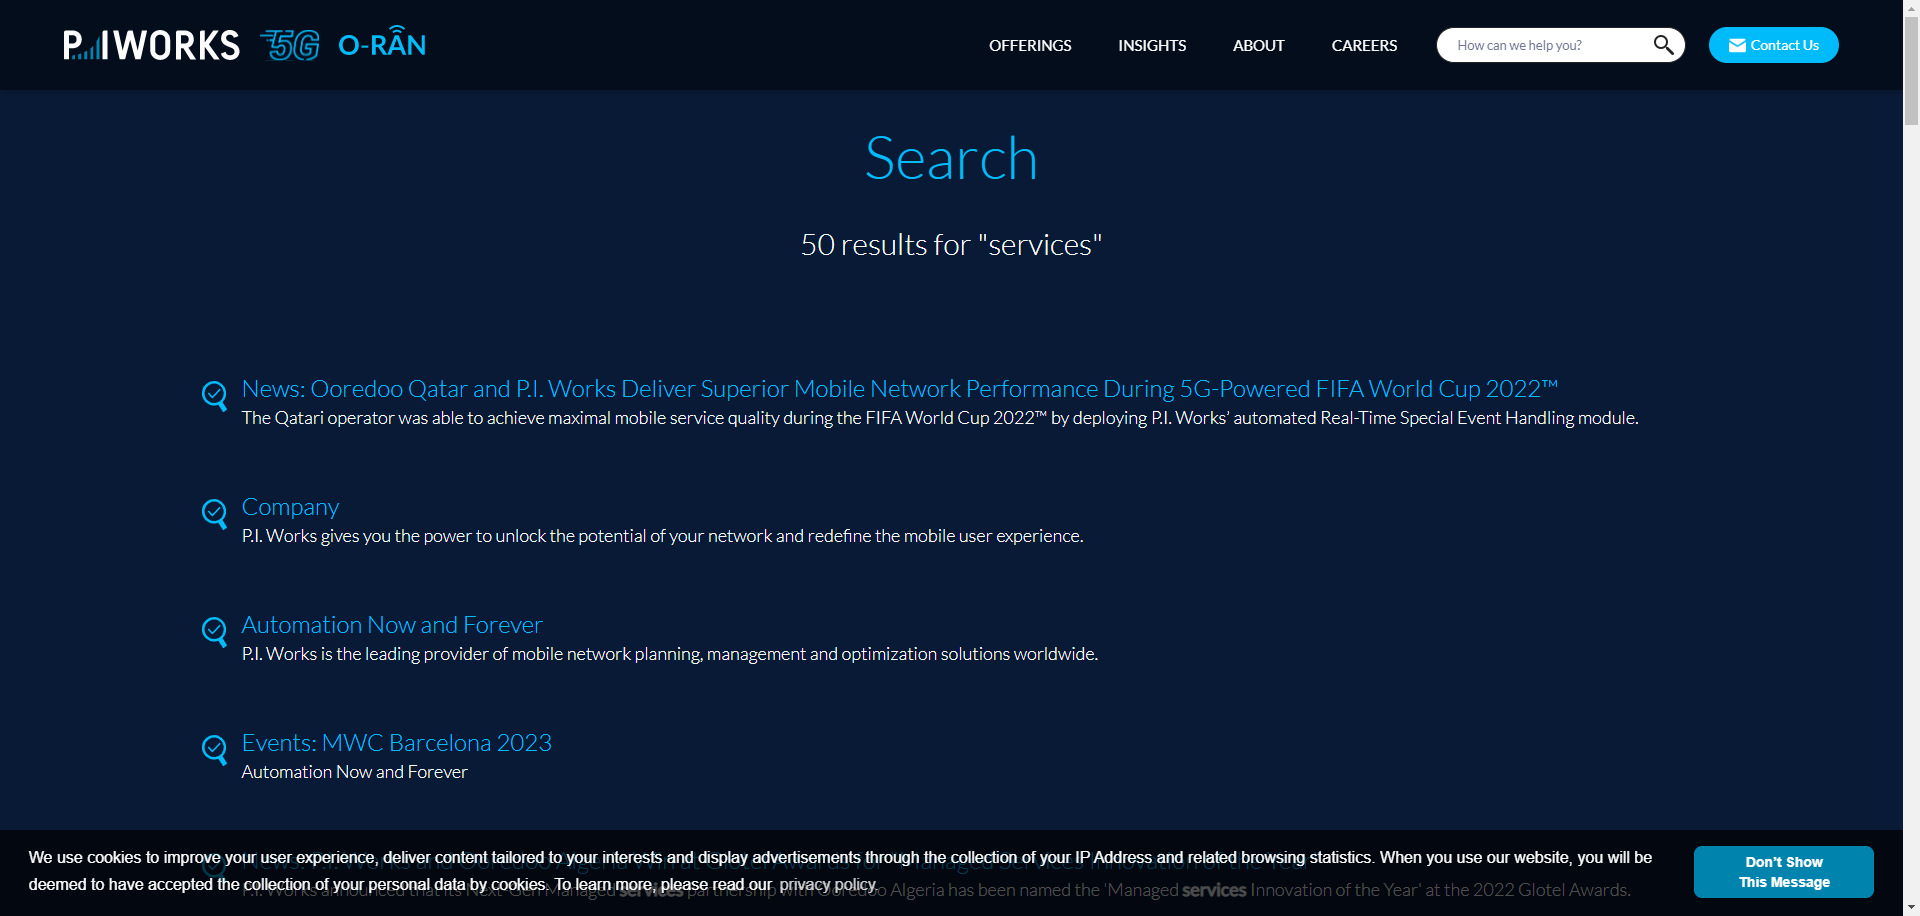 P.I WORKS 5G O-RAN
OFFERINGS INSIGHTS ABOUT CAREERS How can we help you? Contact Us
Search
50 results for "services"
News: Ooredoo Qatar and P.I. Works Deliver Superior Mobile Network Performance During 5G-Powered FIFA World Cup 2022™
The Qatari operator was able to achieve maximal mobile service quality during the FIFA World Cup 2022™ by deploying P.I. Works’ automated Real-Time Special Event Handling module.
Company
P.I. Works gives you the power to unlock the potential of your network and redefine the mobile user experience.
Automation Now and Forever
P.I. Works is the leading provider of mobile network planning, management and optimization solutions worldwide.
Events: MWC Barcelona 2023
Automation Now and Forever
We use cookies to improve your user experience, deliver content tailored to your interests and display advertisements through the collection of your IP Address and related browsing statistics. When you use our website, you will be
deemed to have accepted the collection of your personal data by cookies. To learn more, please read our privacy policy.
Don’t Show
This Message
P.I. Works announced that its Next-Gen Managed services partnership with Ooredoo Algeria has been named the 'Managed services Innovation of the Year' at the 2022 Glotel Awards.